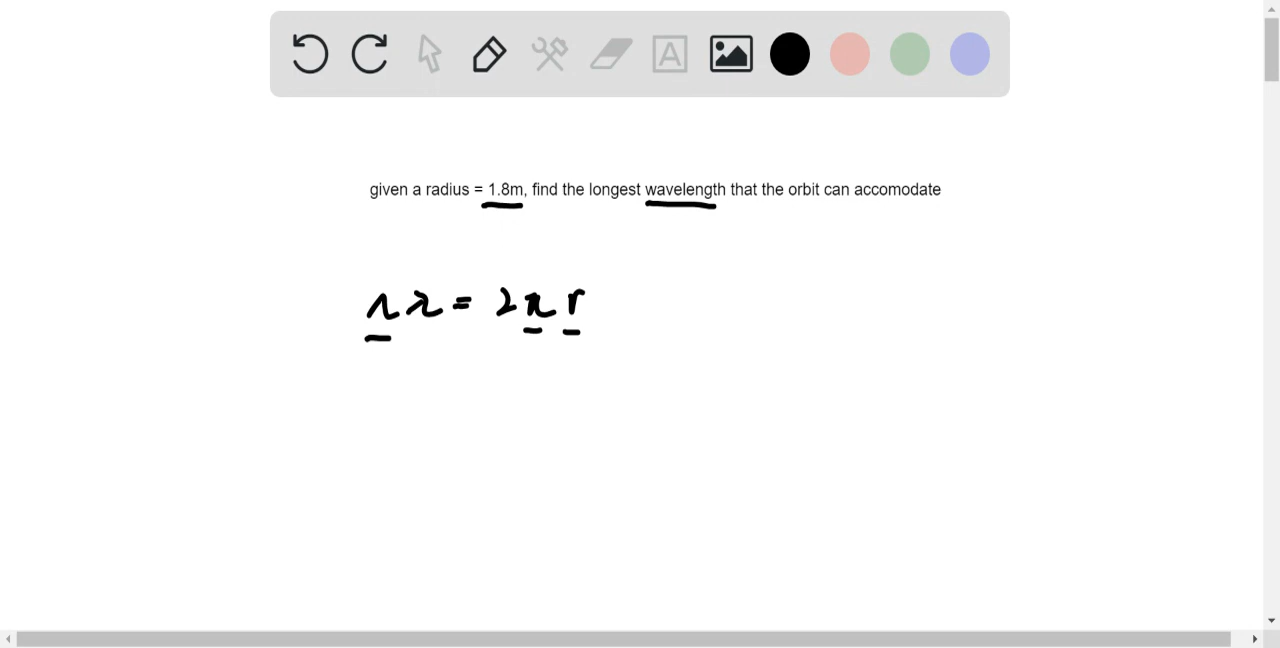 A
given a radius = 1.8m, find the longest wavelength that the orbit can accomodate
nλ = 2πr